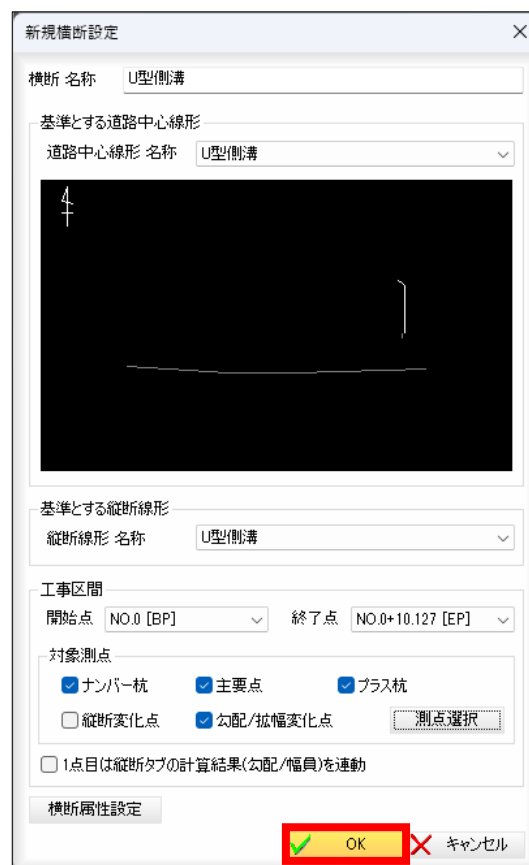 新規横断設定
横断 名称 U型側溝
基準とする道路中心線形
道路中心線形 名称 U型側溝
基準とする縦断線形
縦断線形 名称 U型側溝
工事区間
開始点 NO.0 [BP] 終了点 NO.0+10.127 [EP]
対象測点
ナンバー杭 主要点 プラス杭
縦断変化点 勾配/拡幅変化点 測点選択
1点目は縦断タブの計算結果(勾配/幅員)を連動
横断属性設定
OK キャンセル